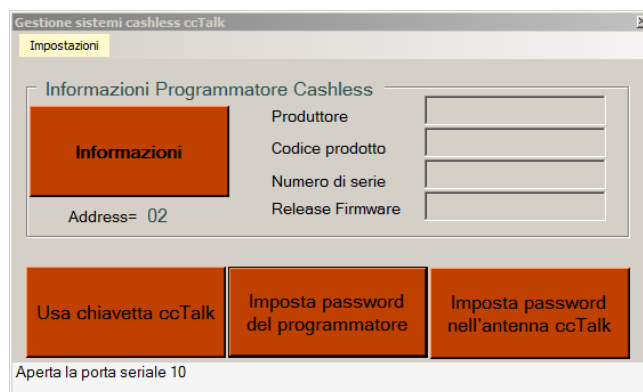 Gestione sistemi cashless ccTalk
Impostazioni
Informazioni Programmatore Cashless
Informazioni
Produttore
Codice prodotto
Numero di serie
Release Firmware
Address= 02
Usa chiavetta ccTalk
Imposta password
del programmatore
Imposta password
nell'antenna ccTalk
Aperta la porta seriale 10